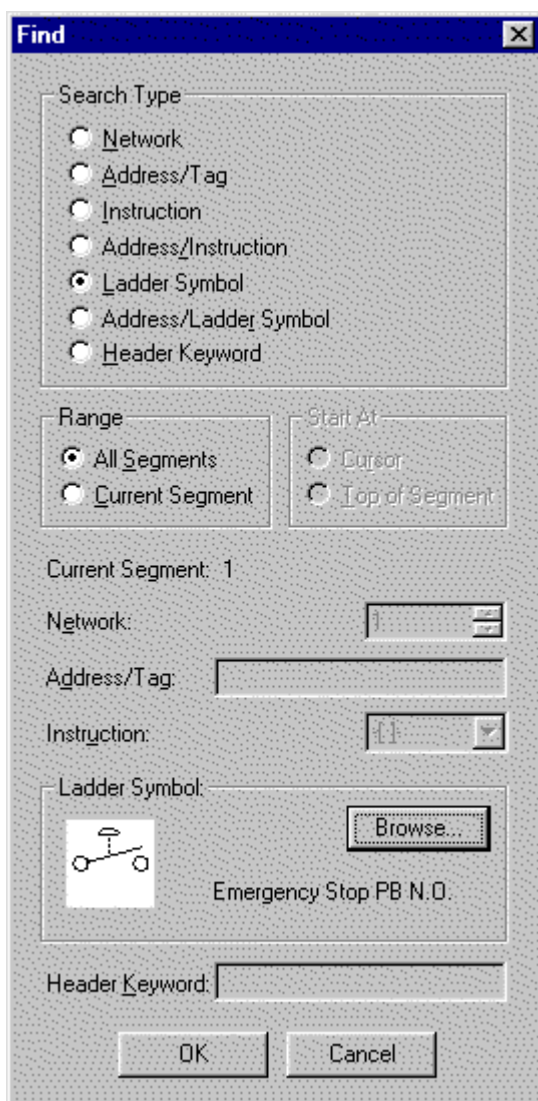 Find
Search Type
Network
Address/Tag
Instruction
Address/Instruction
Ladder Symbol
Address/Ladder Symbol
Header Keyword
Range
All Segments
Current Segment
Start At
Cursor
Top of Segment
Current Segment: 1
Network: 1
Address/Tag:
Instruction: -[ ]-
Ladder Symbol:
Browse...
Emergency Stop PB N.O.
Header Keyword:
OK Cancel